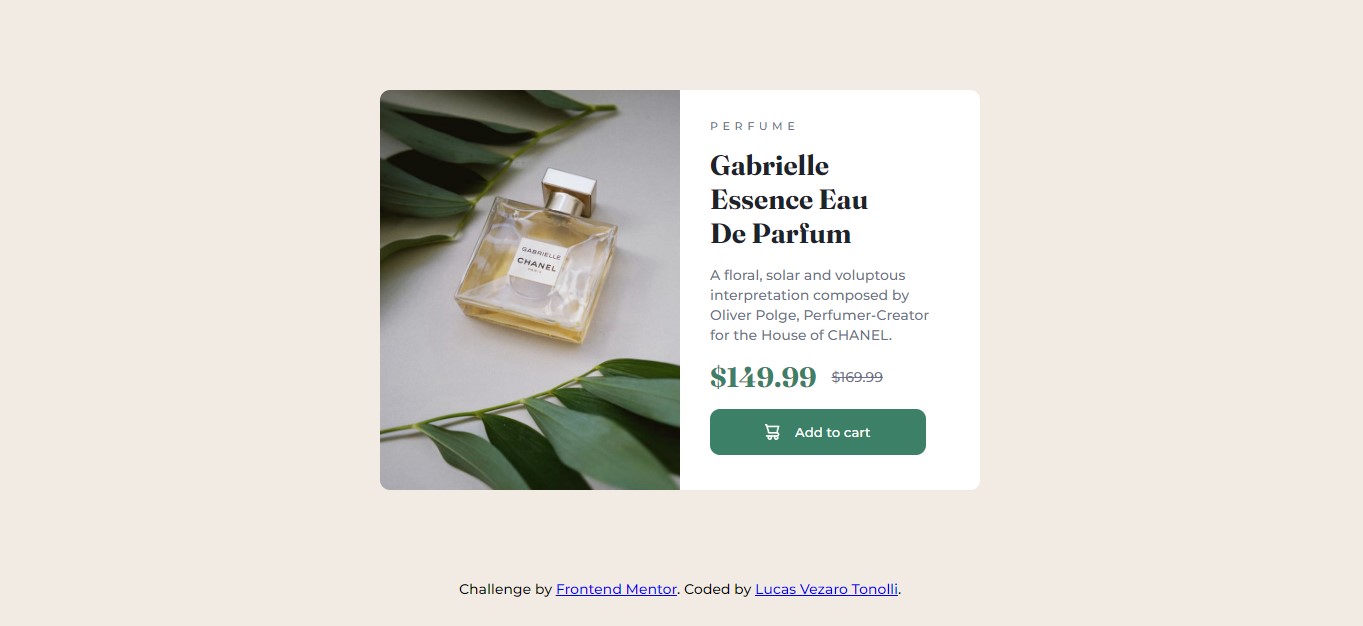 PERFUME
Gabrielle
Essence Eau
De Parfum
A floral, solar and voluptous
interpretation composed by
Oliver Polge, Perfumer-Creator
for the House of CHANEL.
$149.99 $169.99
Add to cart
GABRIELLE
CHANEL
PARIS
Challenge by Frontend Mentor. Coded by Lucas Vezaro Tonolli.